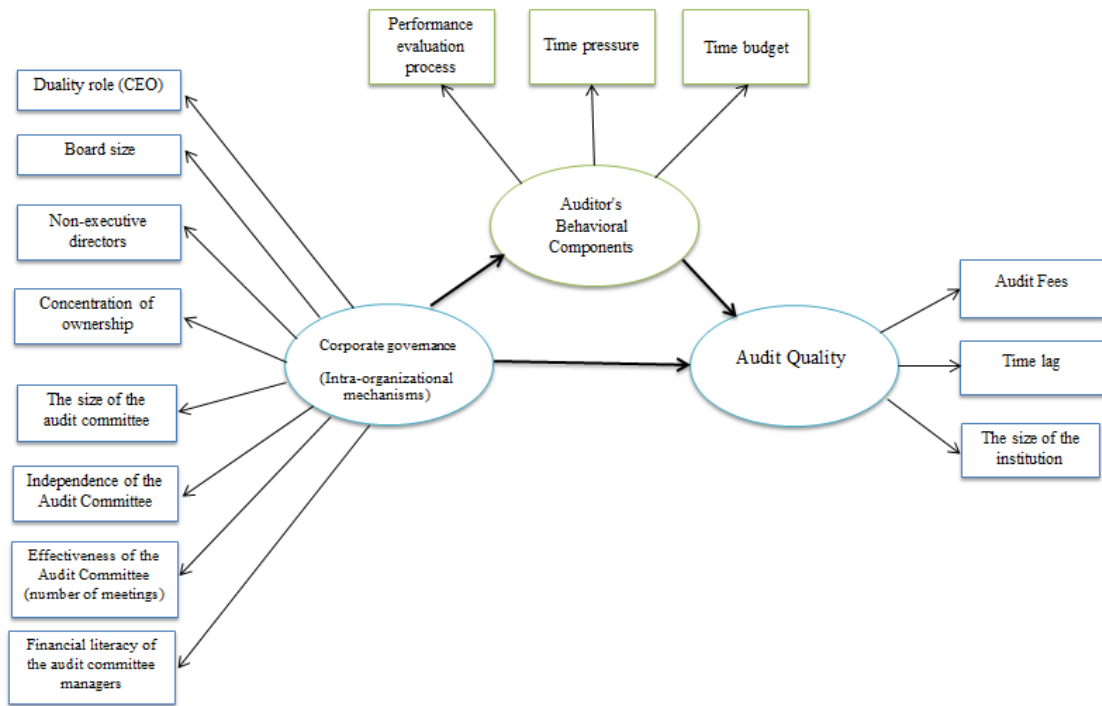 Performance
evaluation
process
Time pressure
Time budget
Duality role (CEO)
Board size
Non-executive
directors
Concentration of
ownership
The size of the
audit committee
Independence of the
Audit Committee
Effectiveness of the
Audit Committee
(number of meetings)
Financial literacy of
the audit committee
managers
Auditor's
Behavioral
Components
Corporate governance
(Intra-organizational
mechanisms)
Audit Quality
Audit Fees
Time lag
The size of the
institution